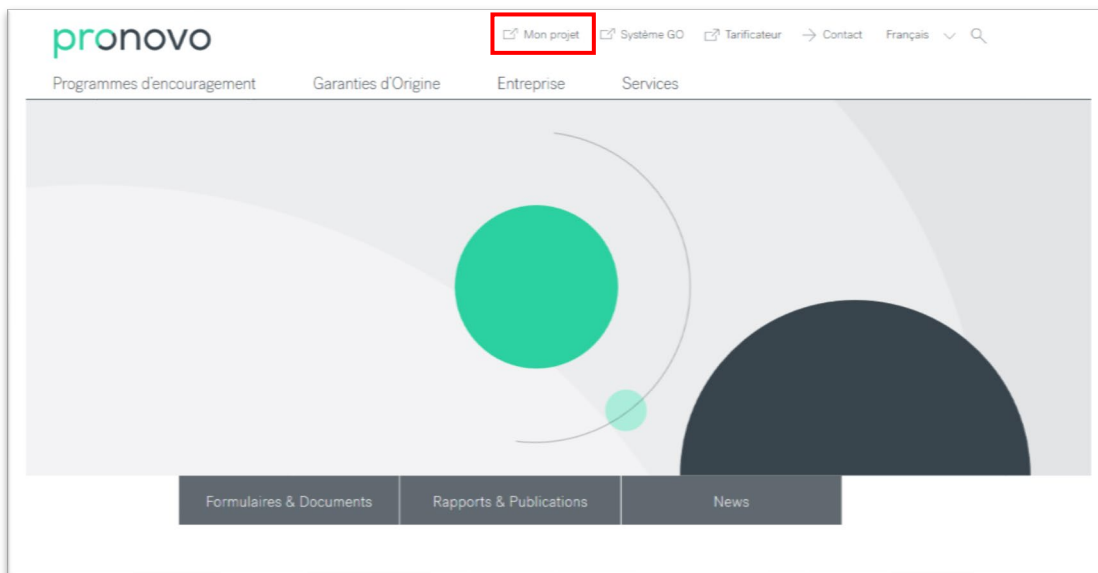 pronovo
Mon projet Système GO Tarificateur Contact Français
Programmes d'encouragement Garanties d'Origine Entreprise Services
Formulaires & Documents Rapports & Publications News